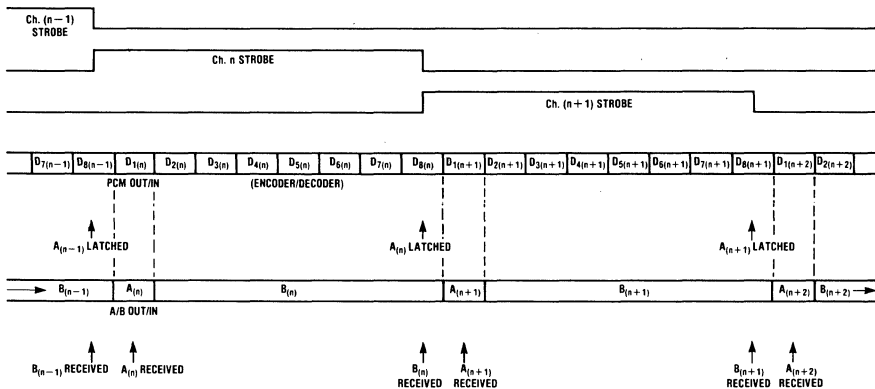 Ch. (n−1)
STROBE
Ch. n STROBE
Ch. (n+1) STROBE
D7(n−1) D8(n−1) D1(n) D2(n) D3(n) D4(n) D5(n) D6(n) D7(n) D8(n) D1(n+1) D2(n+1) D3(n+1) D4(n+1) D5(n+1) D6(n+1) D7(n+1) D8(n+1) D1(n+2) D2(n+2)
PCM OUT/IN (ENCODER/DECODER)
A(n−1) LATCHED A(n) LATCHED A(n+1) LATCHED
B(n−1) A(n) B(n) A(n+1) B(n+1) A(n+2) B(n+2)
A/B OUT/IN
B(n−1) RECEIVED A(n) RECEIVED B(n) RECEIVED A(n+1) RECEIVED B(n+1) RECEIVED A(n+2) RECEIVED